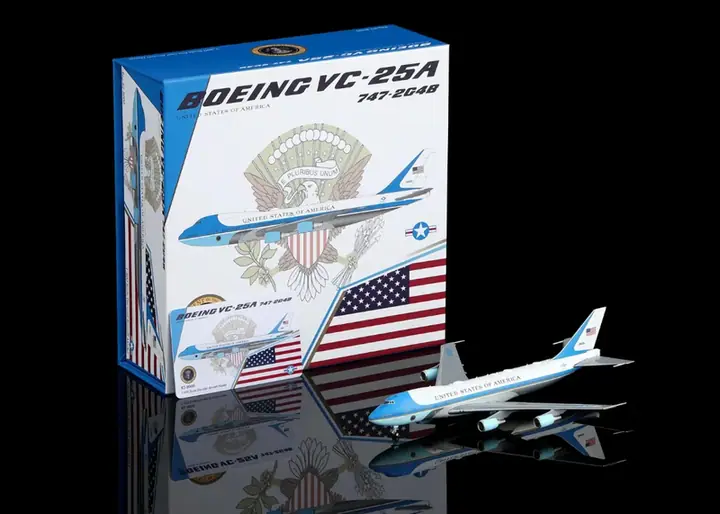 BOEING VC-25A
747-2G4B
UNITED STATES OF AMERICA
E PLURIBUS UNUM
UNITED STATES OF AMERICA
BOEING VC-25A 747-2G4B
UNITED STATES OF AMERICA